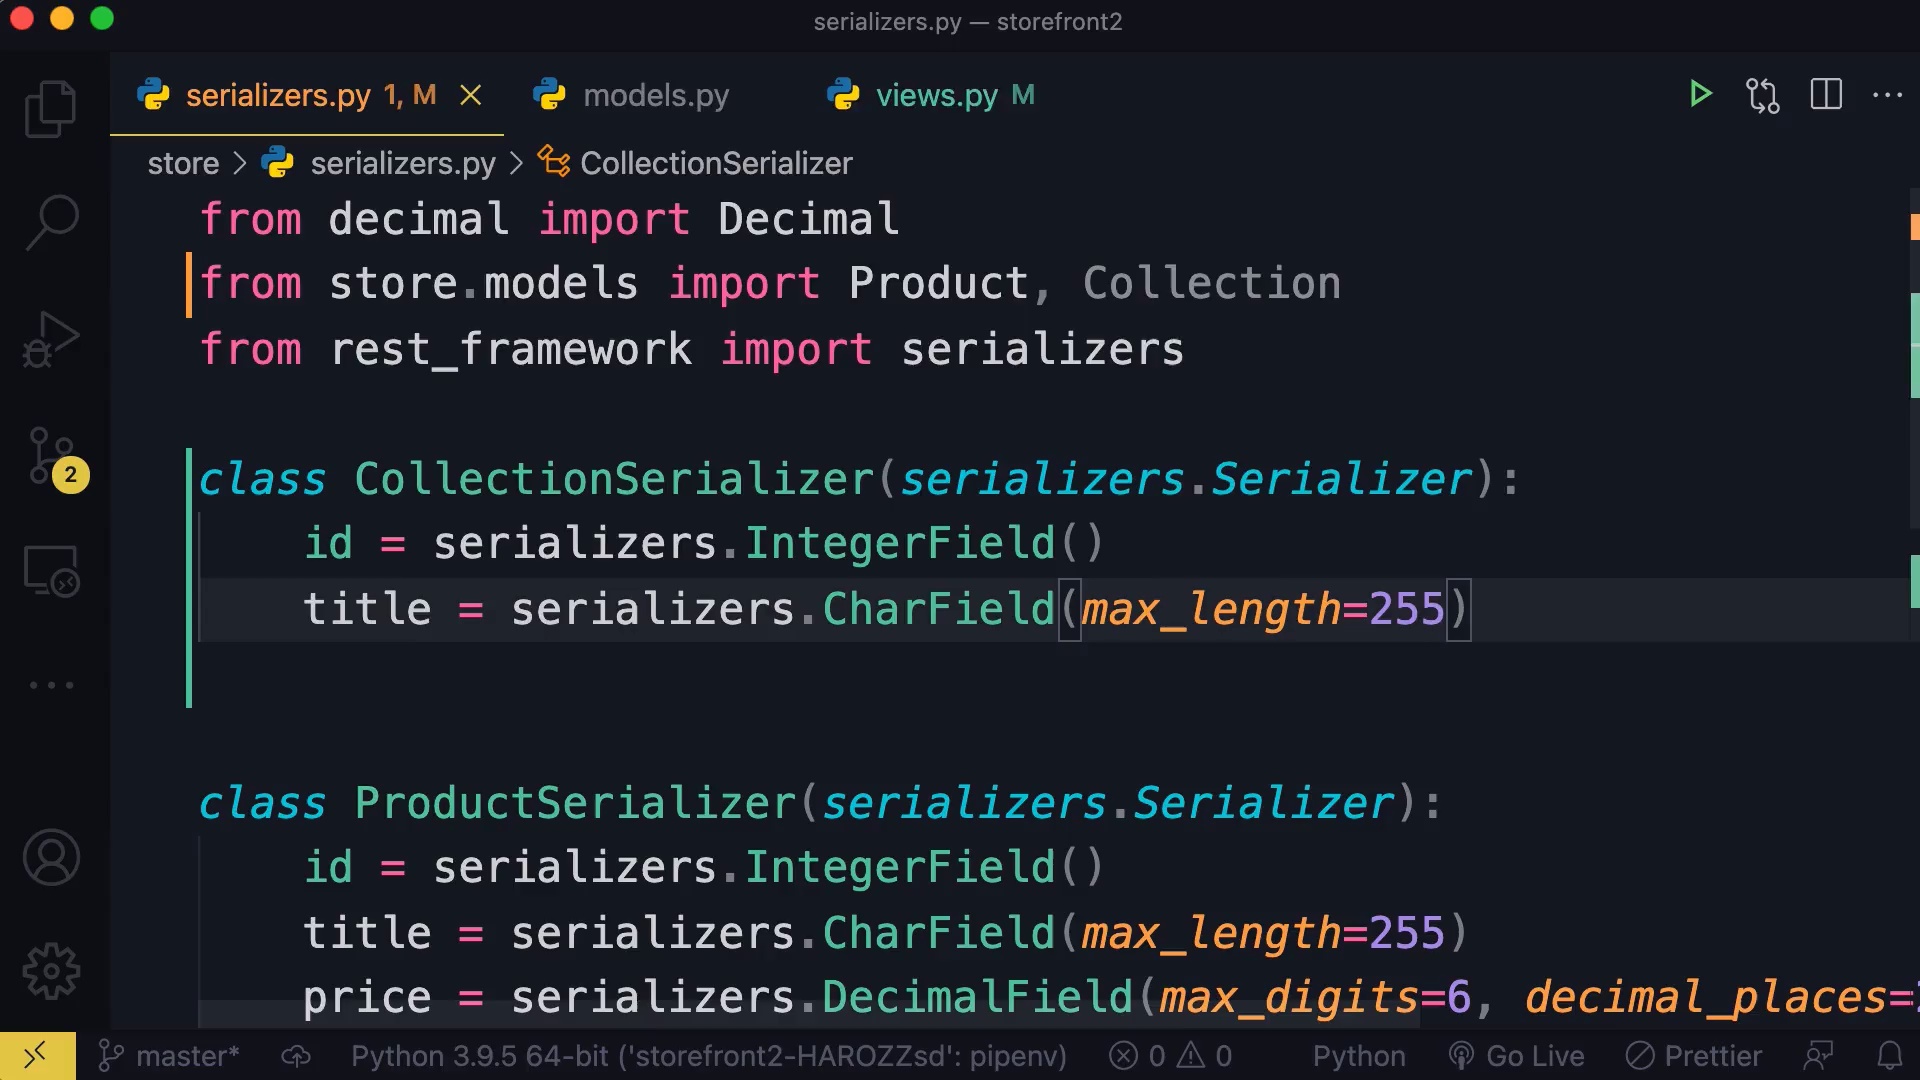 serializers.py — storefront2
serializers.py 1, M
models.py
views.py M
store > serializers.py > CollectionSerializer
from decimal import Decimal
from store.models import Product, Collection
from rest_framework import serializers
class CollectionSerializer(serializers.Serializer):
    id = serializers.IntegerField()
    title = serializers.CharField(max_length=255)
class ProductSerializer(serializers.Serializer):
    id = serializers.IntegerField()
    title = serializers.CharField(max_length=255)
    price = serializers.DecimalField(max_digits=6, decimal_places=
2
master* Python 3.9.5 64-bit ('storefront2-HAROZZsd': pipenv) 0 0 Python Go Live Prettier